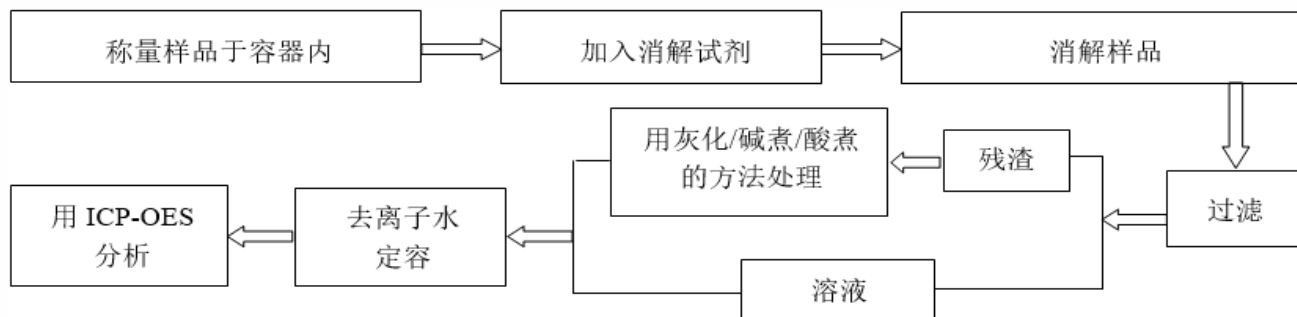 称量样品于容器内
加入消解试剂
消解样品
过滤
残渣
用灰化/碱煮/酸煮
的方法处理
溶液
去离子水
定容
用 ICP-OES
分析